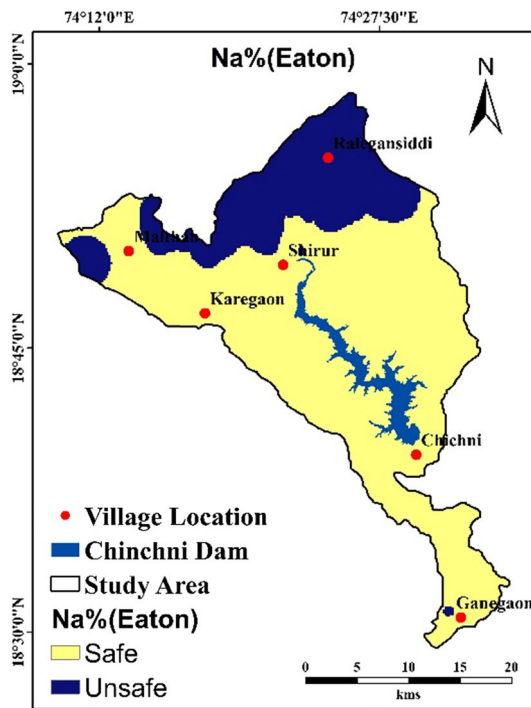 74°12'0"E 74°27'30"E
19°0'0"N
Na%(Eaton)
N
Ralegansiddi
Malthan
Shirur
Karegaon
18°45'0"N
Chichni
Village Location
Chinchni Dam
Study Area
Na%(Eaton)
Safe
Unsafe
Ganegaon
18°30'0"N
0 5 10 15 20
kms